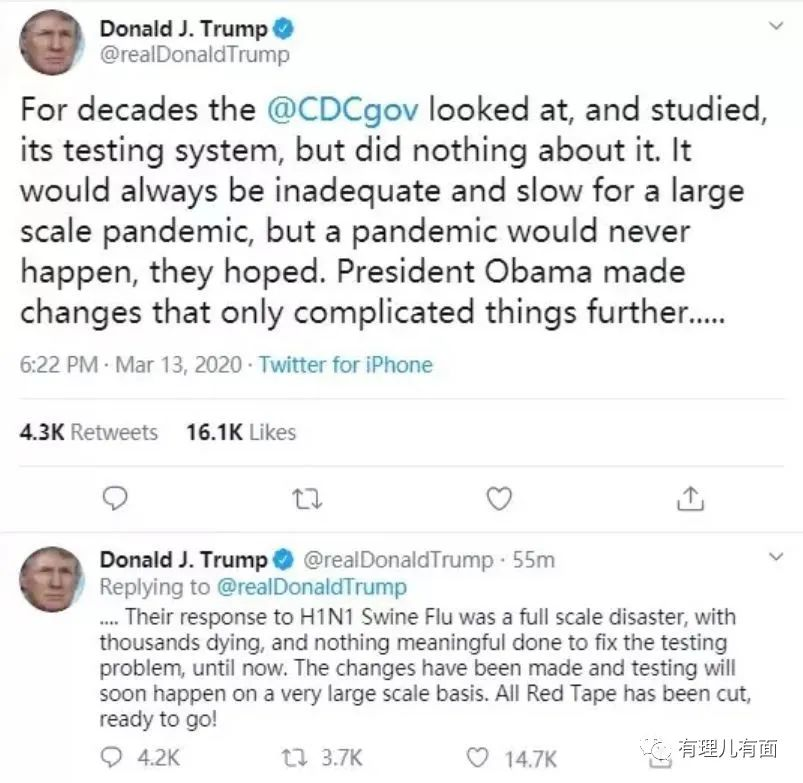 Donald J. Trump
@realDonaldTrump
For decades the @CDCgov looked at, and studied,
its testing system, but did nothing about it. It
would always be inadequate and slow for a large
scale pandemic, but a pandemic would never
happen, they hoped. President Obama made
changes that only complicated things further.....
6:22 PM · Mar 13, 2020 · Twitter for iPhone
4.3K Retweets 16.1K Likes
Donald J. Trump @realDonaldTrump · 55m
Replying to @realDonaldTrump
.... Their response to H1N1 Swine Flu was a full scale disaster, with
thousands dying, and nothing meaningful done to fix the testing
problem, until now. The changes have been made and testing will
soon happen on a very large scale basis. All Red Tape has been cut,
ready to go!
4.2K 3.7K 14.7K
有理儿有面